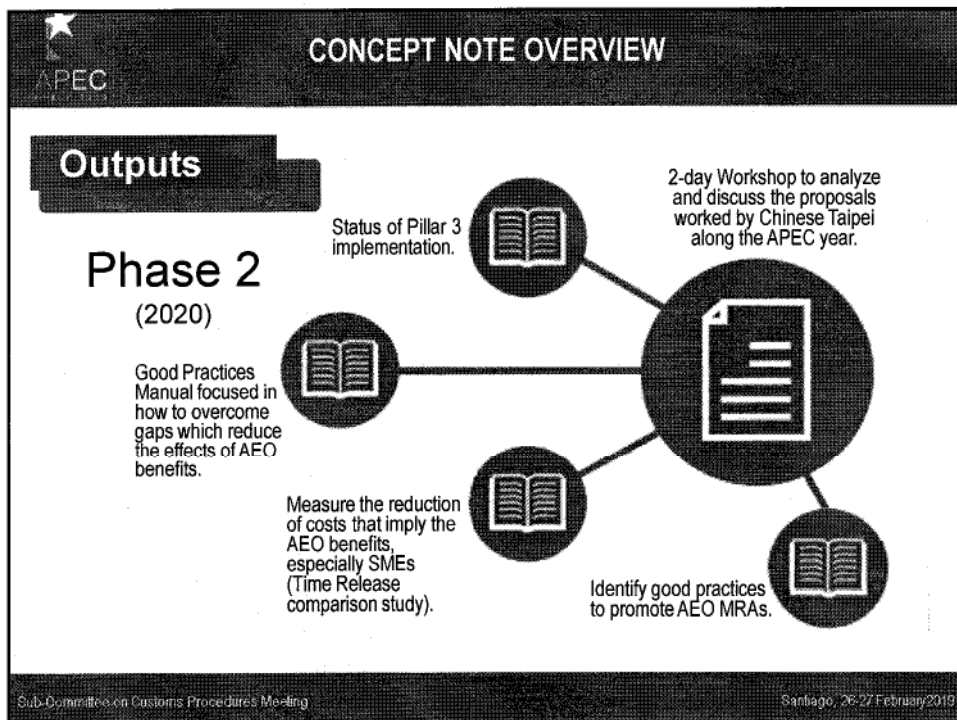 CONCEPT NOTE OVERVIEW
APEC
Outputs
Phase 2
(2020)
Status of Pillar 3
implementation.
2-day Workshop to analyze
and discuss the proposals
worked by Chinese Taipei
along the APEC year.
Good Practices
Manual focused in
how to overcome
gaps which reduce
the effects of AEO
benefits.
Measure the reduction
of costs that imply the
AEO benefits,
especially SMEs
(Time Release
comparison study).
Identify good practices
to promote AEO MRAs.
Sub-Committee on Customs Procedures Meeting
Santiago, 26-27 February2019